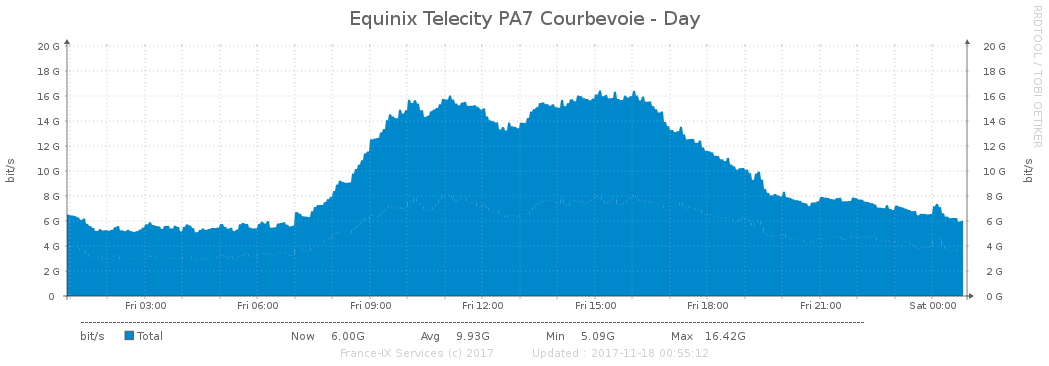 Equinix Telecity PA7 Courbevoie - Day
RRDTOOL / TOBI OETIKER
20 G 20 G
18 G 18 G
16 G 16 G
14 G 14 G
12 G 12 G
10 G 10 G
8 G 8 G
6 G 6 G
4 G 4 G
2 G 2 G
0 0 G
bit/s bit/s
Fri 03:00 Fri 06:00 Fri 09:00 Fri 12:00 Fri 15:00 Fri 18:00 Fri 21:00 Sat 00:00
bit/s Total Now 6.00G Avg 9.93G Min 5.09G Max 16.42G
France-IX Services (c) 2017 Updated : 2017-11-18 00:55:12